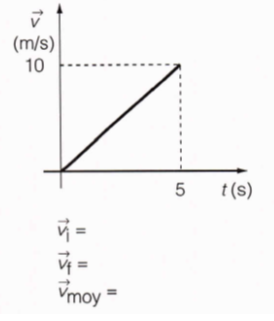 v⃗
(m/s)
10
5 t (s)
v⃗i =
v⃗f =
v⃗moy =